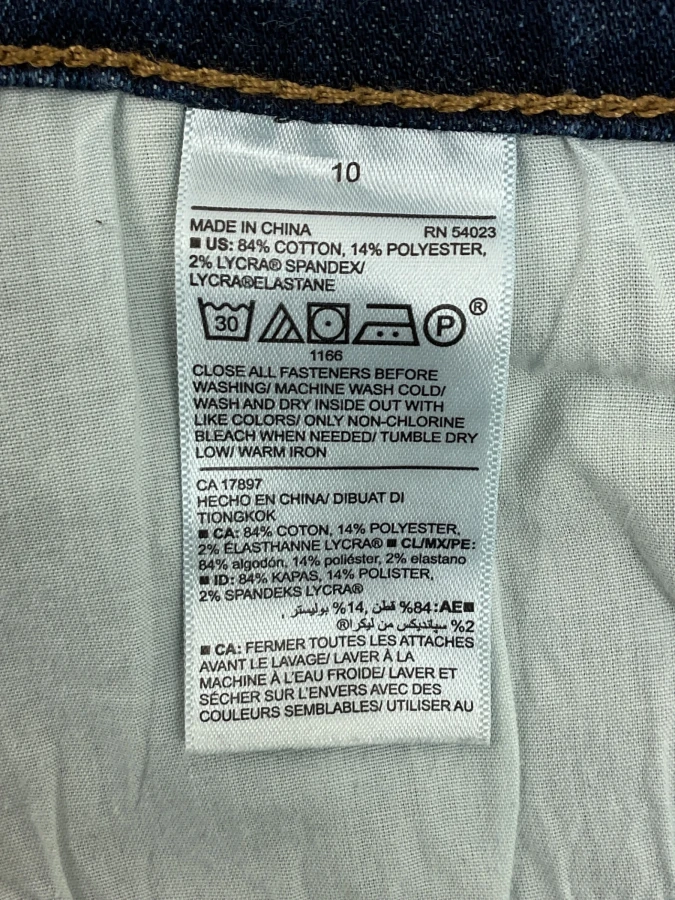 10
MADE IN CHINA RN 54023
■ US: 84% COTTON, 14% POLYESTER,
2% LYCRA® SPANDEX/
LYCRA®ELASTANE
30 P ®
1166
CLOSE ALL FASTENERS BEFORE
WASHING/ MACHINE WASH COLD/
WASH AND DRY INSIDE OUT WITH
LIKE COLORS/ ONLY NON-CHLORINE
BLEACH WHEN NEEDED/ TUMBLE DRY
LOW/ WARM IRON
CA 17897
HECHO EN CHINA/ DIBUAT DI
TIONGKOK
■ CA: 84% COTON, 14% POLYESTER,
2% ÉLASTHANNE LYCRA® ■ CL/MX/PE:
84% algodón, 14% poliéster, 2% elastano
■ ID: 84% KAPAS, 14% POLISTER,
2% SPANDEKS LYCRA®
■AE: 84% قطن, 14% بوليستر ,
2% سباندیکس من ليكرا®
■ CA: FERMER TOUTES LES ATTACHES
AVANT LE LAVAGE/ LAVER À LA
MACHINE À L'EAU FROIDE/ LAVER ET
SÉCHER SUR L'ENVERS AVEC DES
COULEURS SEMBLABLES/ UTILISER AU